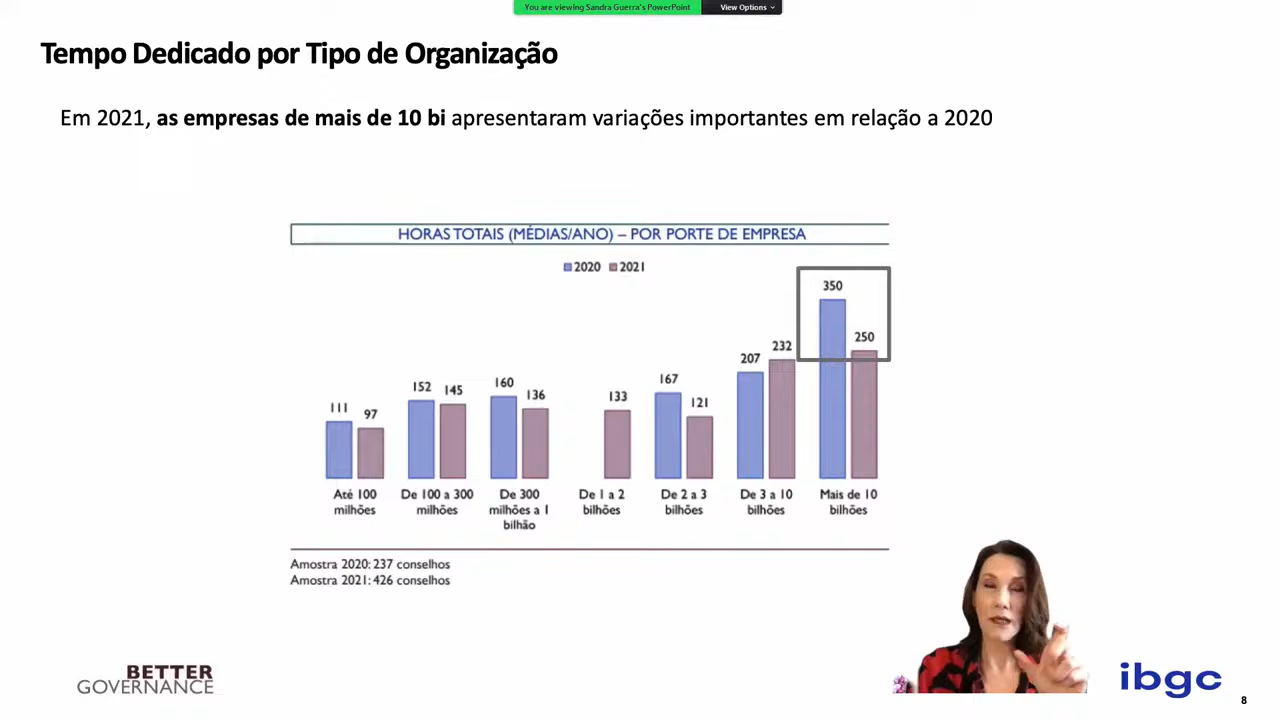 You are viewing Sandra Guerra's PowerPoint
View Options
Tempo Dedicado por Tipo de Organização
Em 2021, as empresas de mais de 10 bi apresentaram variações importantes em relação a 2020
HORAS TOTAIS (MÉDIAS/ANO) – POR PORTE DE EMPRESA
2020 2021
111 97 152 145 160 136 133 167 121 207 232 350 250
Até 100
milhões
De 100 a 300
milhões
De 300
milhões a 1
bilhão
De 1 a 2
bilhões
De 2 a 3
bilhões
De 3 a 10
bilhões
Mais de 10
bilhões
Amostra 2020: 237 conselhos
Amostra 2021: 426 conselhos
BETTER
GOVERNANCE
ibgc
8